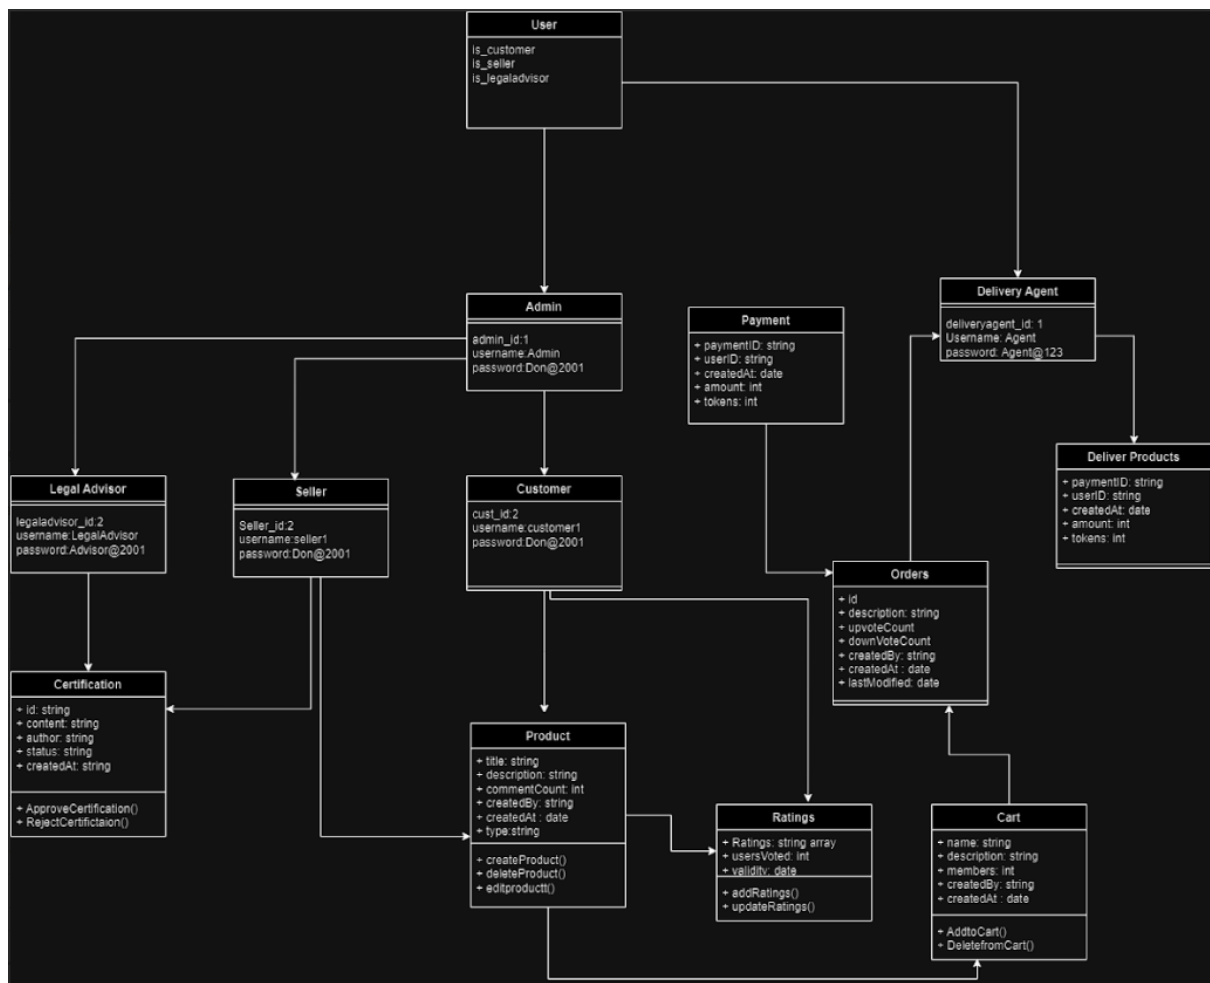 User
is_customer
is_seller
is_legaladvisor
Admin
admin_id:1
username:Admin
password:Don@2001
Payment
+ paymentID: string
+ userID: string
+ createdAt: date
+ amount: int
+ tokens: int
Delivery Agent
deliveryagent_id: 1
Username: Agent
password: Agent@123
Deliver Products
+ paymentID: string
+ userID: string
+ createdAt: date
+ amount: int
+ tokens: int
Legal Advisor
legaladvisor_id:2
username:LegalAdvisor
password:Advisor@2001
Seller
Seller_id:2
username:seller1
password:Don@2001
Customer
cust_id:2
username:customer1
password:Don@2001
Orders
+ id
+ description: string
+ upvoteCount
+ downVoteCount
+ createdBy: string
+ createdAt : date
+ lastModified: date
Certification
+ id: string
+ content: string
+ author: string
+ status: string
+ createdAt: string
+ ApproveCertification()
+ RejectCertifictaion()
Product
+ title: string
+ description: string
+ commentCount: int
+ createdBy: string
+ createdAt : date
+ type:string
+ createProduct()
+ deleteProduct()
+ editproductt()
Ratings
+ Ratings: string array
+ usersVoted: int
+ validity: date
+ addRatings()
+ updateRatings()
Cart
+ name: string
+ description: string
+ members: int
+ createdBy: string
+ createdAt : date
+ AddtoCart()
+ DeletefromCart()